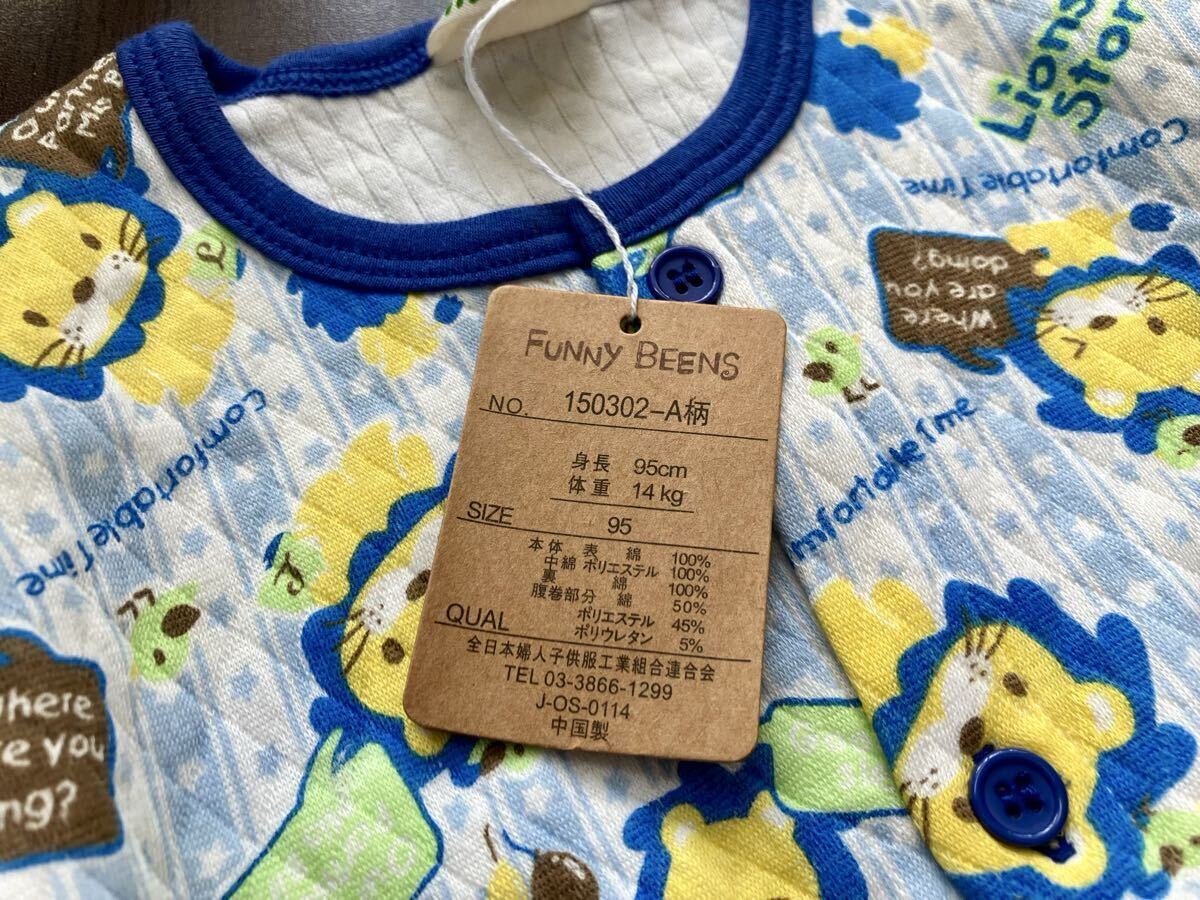 FUNNY BEENS
NO. 150302-A柄
身長 95cm
体重 14kg
SIZE 95
本体 表 綿 100%
中綿 ポリエステル 100%
裏 綿 100%
腹巻部分 綿 50%
ポリエステル 45%
QUAL ポリウレタン 5%
全日本婦人子供服工業組合連合会
TEL 03-3866-1299
J-OS-0114
中国製
Lions
Comfortable Time
Where
are you
doing?
Comfortable Time
Comfortable Time
you